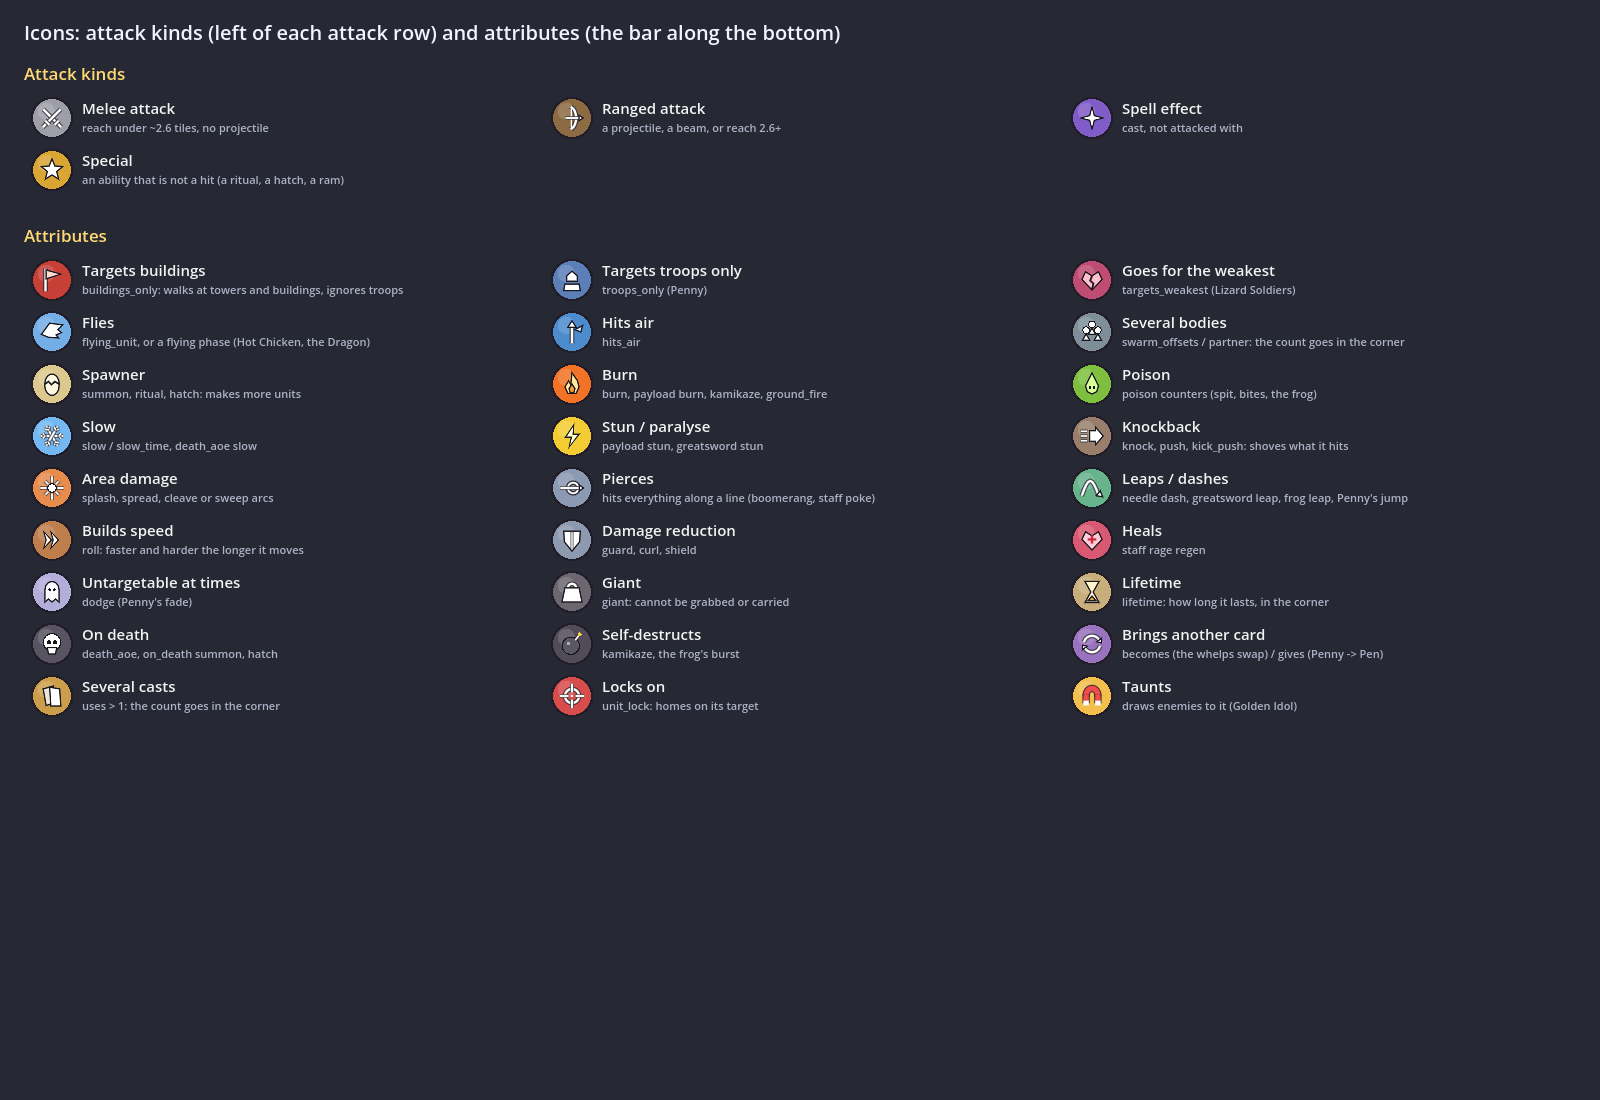 Icons: attack kinds (left of each attack row) and attributes (the bar along the bottom)
Attack kinds
Melee attack
reach under ~2.6 tiles, no projectile
Ranged attack
a projectile, a beam, or reach 2.6+
Spell effect
cast, not attacked with
Special
an ability that is not a hit (a ritual, a hatch, a ram)
Attributes
Targets buildings
buildings_only: walks at towers and buildings, ignores troops
Targets troops only
troops_only (Penny)
Goes for the weakest
targets_weakest (Lizard Soldiers)
Flies
flying_unit, or a flying phase (Hot Chicken, the Dragon)
Hits air
hits_air
Several bodies
swarm_offsets / partner: the count goes in the corner
Spawner
summon, ritual, hatch: makes more units
Burn
burn, payload burn, kamikaze, ground_fire
Poison
poison counters (spit, bites, the frog)
Slow
slow / slow_time, death_aoe slow
Stun / paralyse
payload stun, greatsword stun
Knockback
knock, push, kick_push: shoves what it hits
Area damage
splash, spread, cleave or sweep arcs
Pierces
hits everything along a line (boomerang, staff poke)
Leaps / dashes
needle dash, greatsword leap, frog leap, Penny's jump
Builds speed
roll: faster and harder the longer it moves
Damage reduction
guard, curl, shield
Heals
staff rage regen
Untargetable at times
dodge (Penny's fade)
Giant
giant: cannot be grabbed or carried
Lifetime
lifetime: how long it lasts, in the corner
On death
death_aoe, on_death summon, hatch
Self-destructs
kamikaze, the frog's burst
Brings another card
becomes (the whelps swap) / gives (Penny -> Pen)
Several casts
uses > 1: the count goes in the corner
Locks on
unit_lock: homes on its target
Taunts
draws enemies to it (Golden Idol)